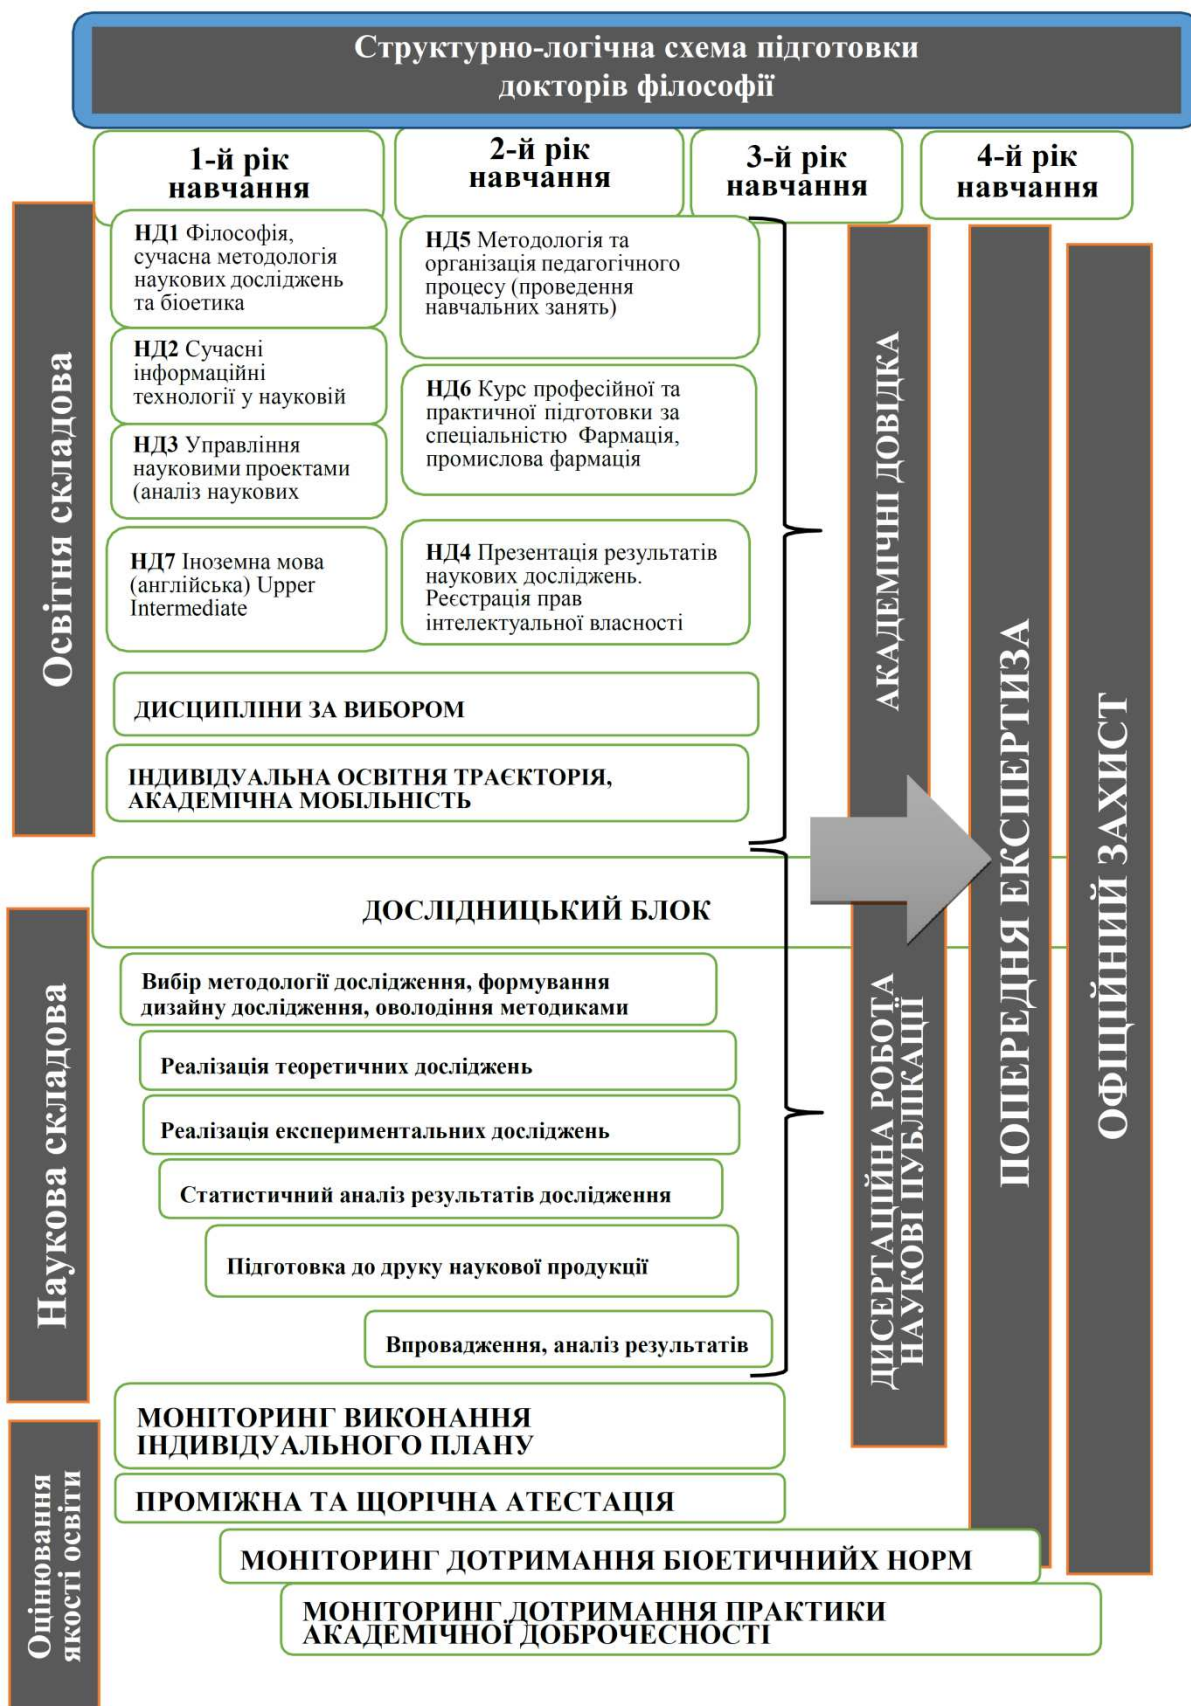 Структурно-логічна схема підготовки
докторів філософії
1-й рік
навчання
2-й рік
навчання
3-й рік
навчання
4-й рік
навчання
Освітня складова
НД1 Філософія,
сучасна методологія
наукових досліджень
та біоетика
НД2 Сучасні
інформаційні
технології у науковій
НД3 Управління
науковими проектами
(аналіз наукових
НД7 Іноземна мова
(англійська) Upper
Intermediate
НД5 Методологія та
організація педагогічного
процесу (проведення
навчальних занять)
НД6 Курс професійної та
практичної підготовки за
спеціальністю Фармація,
промислова фармація
НД4 Презентація результатів
наукових досліджень.
Реєстрація прав
інтелектуальної власності
ДИСЦИПЛІНИ ЗА ВИБОРОМ
ІНДИВІДУАЛЬНА ОСВІТНЯ ТРАЄКТОРІЯ,
АКАДЕМІЧНА МОБІЛЬНІСТЬ
АКАДЕМІЧНІ ДОВІДКА
ПОПЕРЕДНЯ ЕКСПЕРТИЗА
ОФІЦІЙНИЙ ЗАХИСТ
Наукова складова
ДОСЛІДНИЦЬКИЙ БЛОК
Вибір методології дослідження, формування
дизайну дослідження, оволодіння методиками
Реалізація теоретичних досліджень
Реалізація експериментальних досліджень
Статистичний аналіз результатів дослідження
Підготовка до друку наукової продукції
Впровадження, аналіз результатів
ДИСЕРТАЦІЙНА РОБОТА
НАУКОВІ ПУБЛІКАЦІЇ
Оцінювання
якості освіти
МОНІТОРИНГ ВИКОНАННЯ
ІНДИВІДУАЛЬНОГО ПЛАНУ
ПРОМІЖНА ТА ЩОРІЧНА АТЕСТАЦІЯ
МОНІТОРИНГ ДОТРИМАННЯ БІОЕТИЧНИЙХ НОРМ
МОНІТОРИНГ ДОТРИМАННЯ ПРАКТИКИ
АКАДЕМІЧНОЇ ДОБРОЧЕСНОСТІ